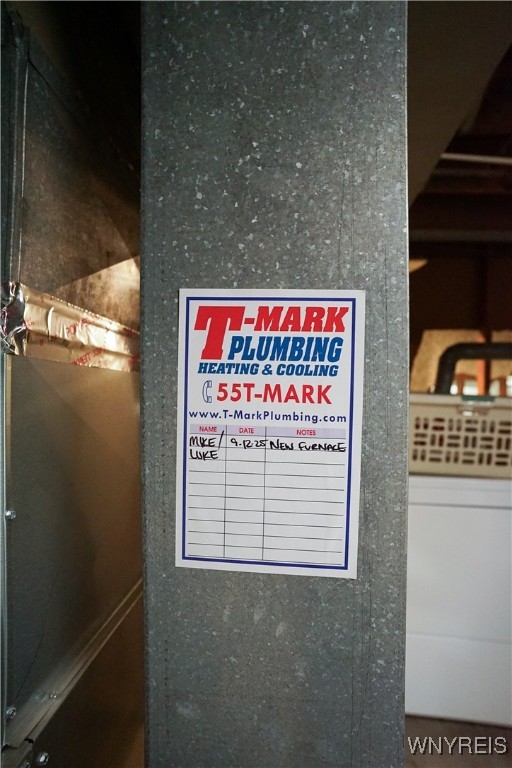 T-MARK
PLUMBING
HEATING & COOLING
55T-MARK
www.T-MarkPlumbing.com
NAME DATE NOTES
MIKE/ 9-12-25 NEW FURNACE
LUKE
WNYREIS